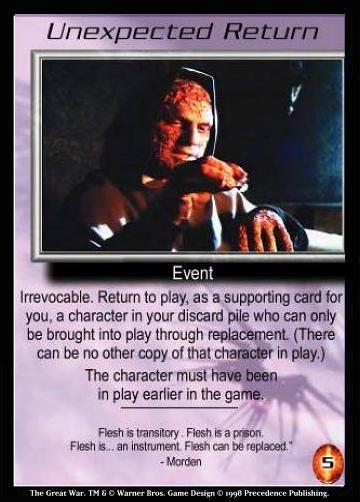 Unexpected Return
Event
Irrevocable. Return to play, as a supporting card for
you, a character in your discard pile who can only
be brought into play through replacement. (There
can be no other copy of that character in play.)
The character must have been
in play earlier in the game.
Flesh is transitory . Flesh is a prison.
Flesh is... an instrument. Flesh can be replaced."
- Morden
5
The Great War. TM & © Warner Bros. Game Design © 1998 Precedence Publishing.